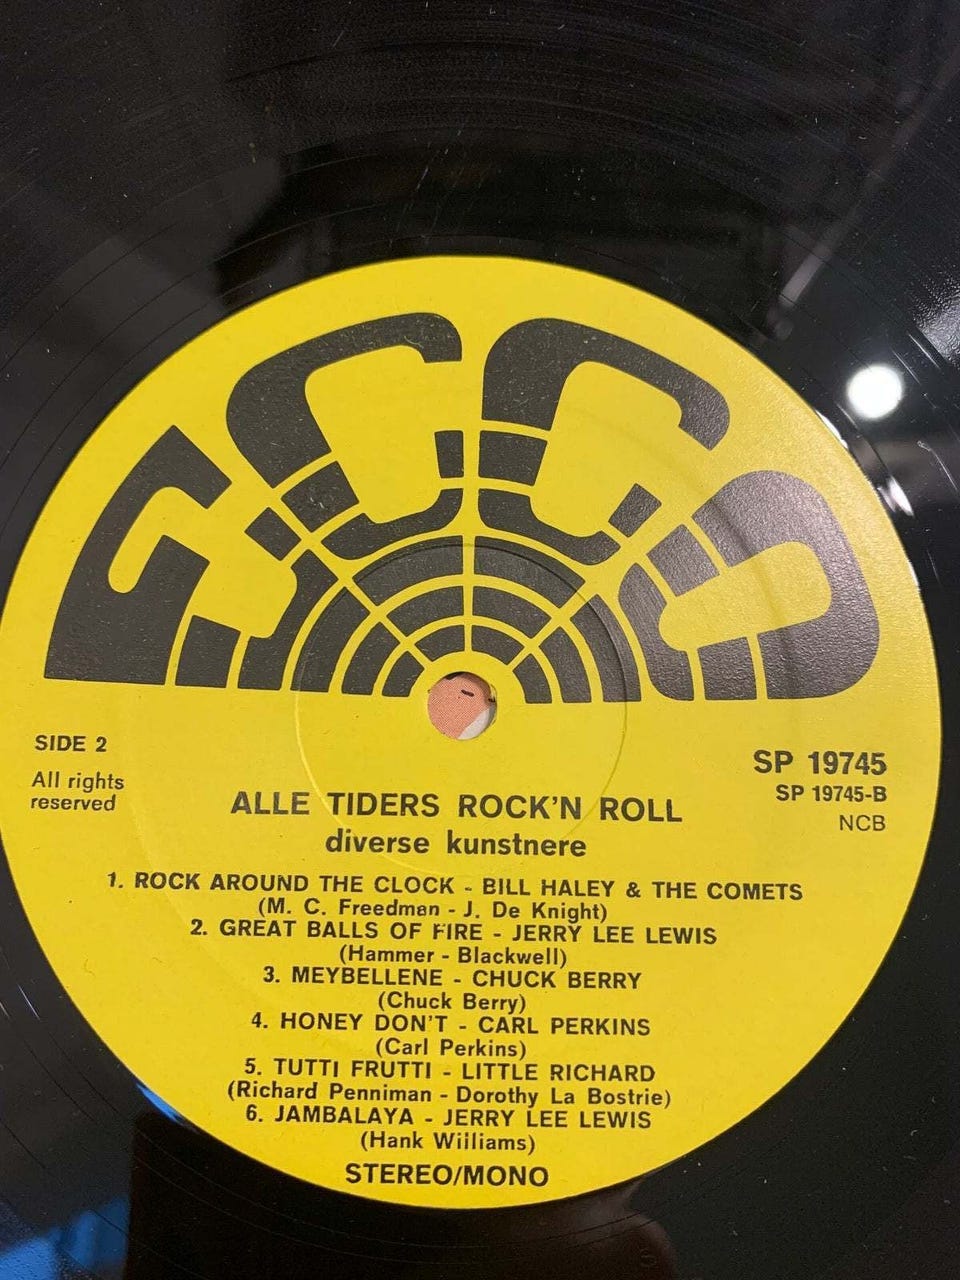 ECCO
SIDE 2
All rights
reserved
SP 19745
SP 19745-B
NCB
ALLE TIDERS ROCK'N ROLL
diverse kunstnere
1. ROCK AROUND THE CLOCK - BILL HALEY & THE COMETS
(M. C. Freedman - J. De Knight)
2. GREAT BALLS OF FIRE - JERRY LEE LEWIS
(Hammer - Blackwell)
3. MEYBELLENE - CHUCK BERRY
(Chuck Berry)
4. HONEY DON'T - CARL PERKINS
(Carl Perkins)
5. TUTTI FRUTTI - LITTLE RICHARD
(Richard Penniman - Dorothy La Bostrie)
6. JAMBALAYA - JERRY LEE LEWIS
(Hank Williams)
STEREO/MONO